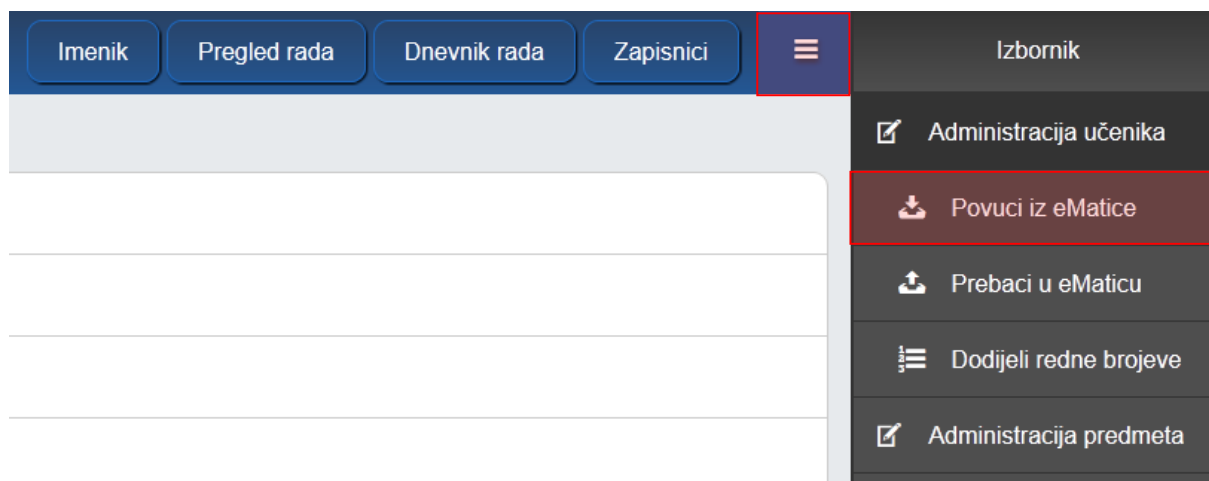 Imenik Pregled rada Dnevnik rada Zapisnici Izbornik
Administracija učenika
Povuci iz eMatice
Prebaci u eMaticu
Dodijeli redne brojeve
Administracija predmeta